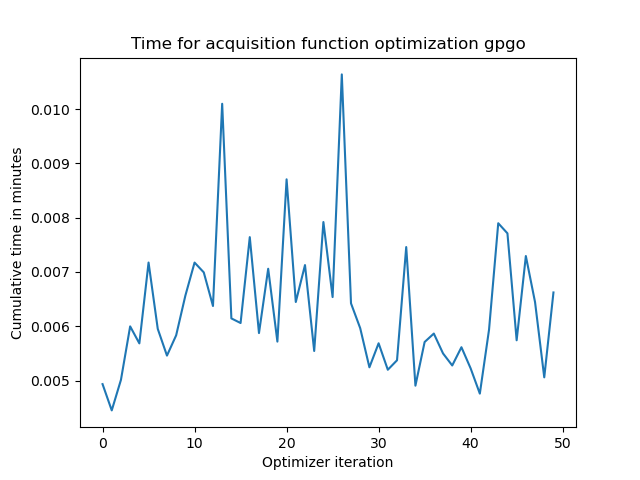 Time for acquisition function optimization gpgo
0.010
0.009
0.008
0.007
0.006
0.005
Cumulative time in minutes
0 10 20 30 40 50
Optimizer iteration